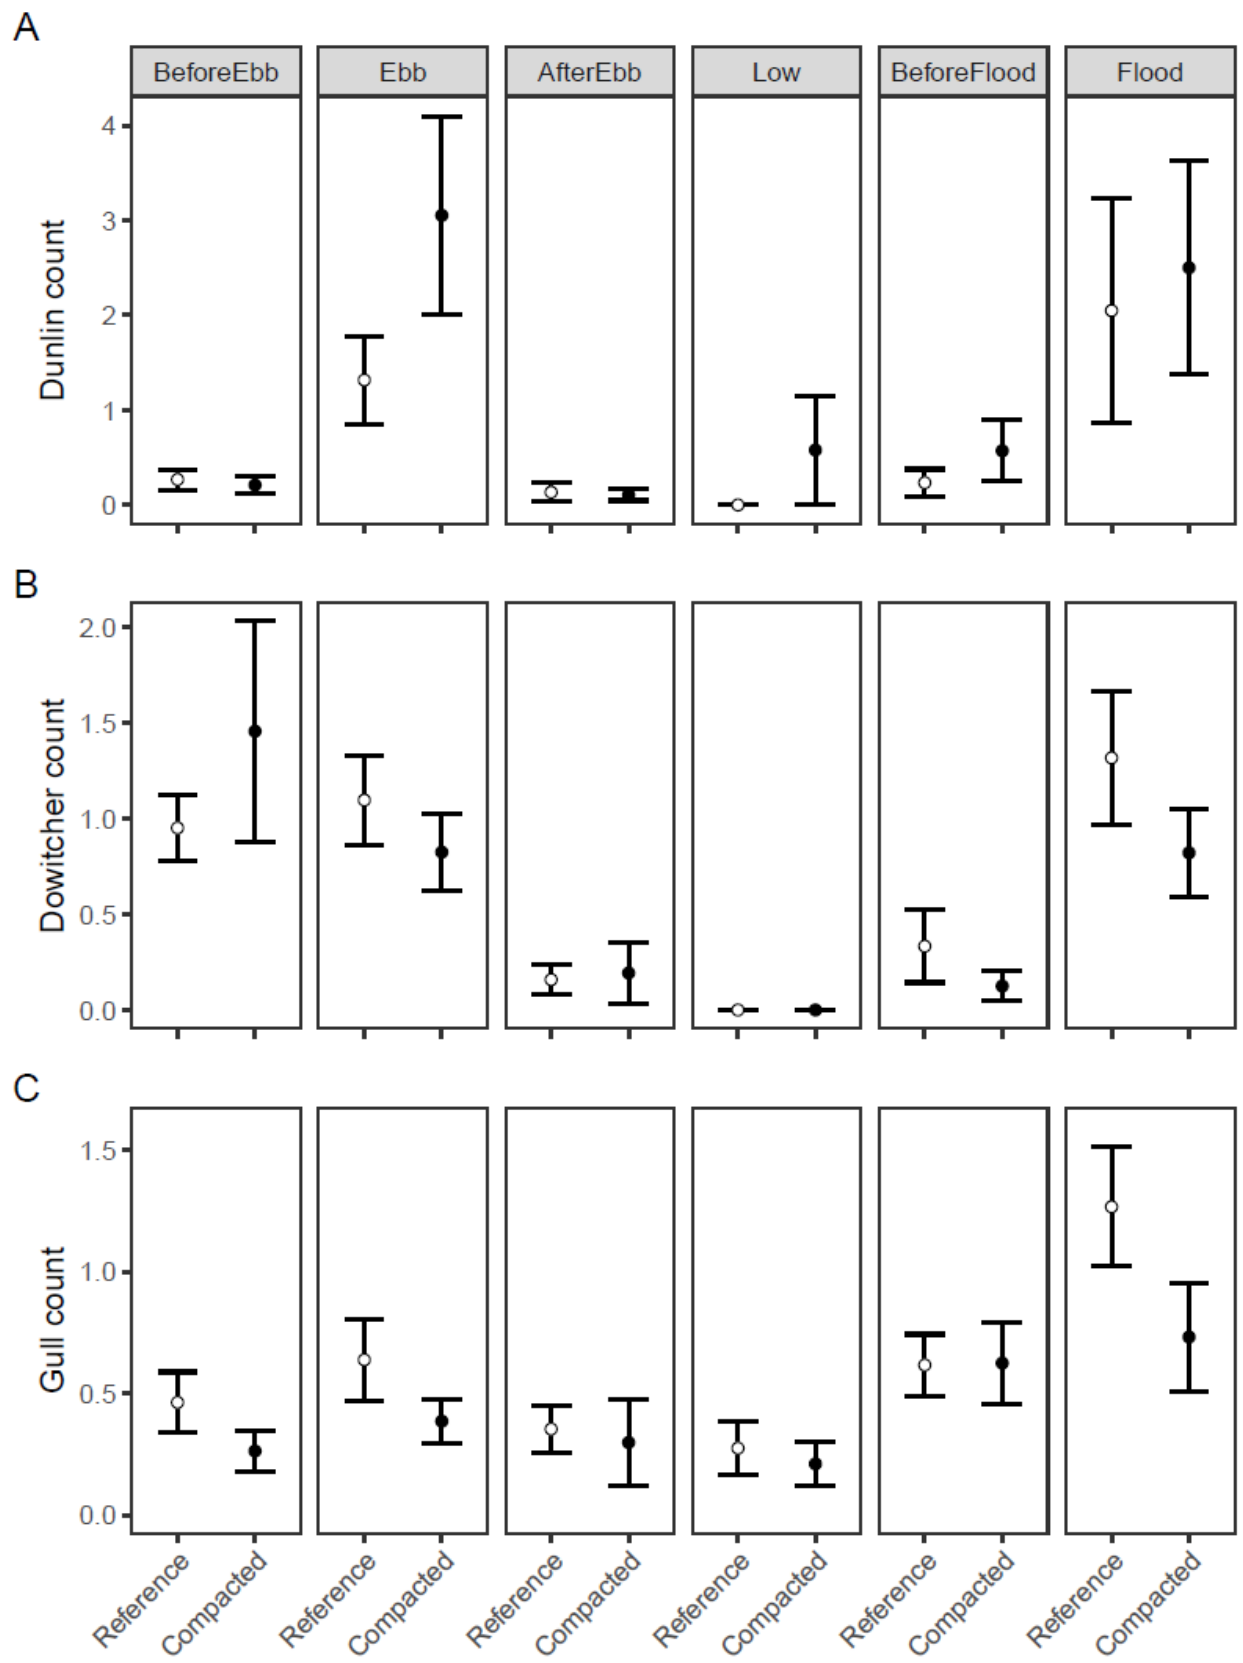 A
BeforeEbb Ebb AfterEbb Low BeforeFlood Flood
Dunlin count
4
3
2
1
0
B
Dowitcher count
2.0
1.5
1.0
0.5
0.0
C
Gull count
1.5
1.0
0.5
0.0
Reference Compacted Reference Compacted Reference Compacted Reference Compacted Reference Compacted Reference Compacted